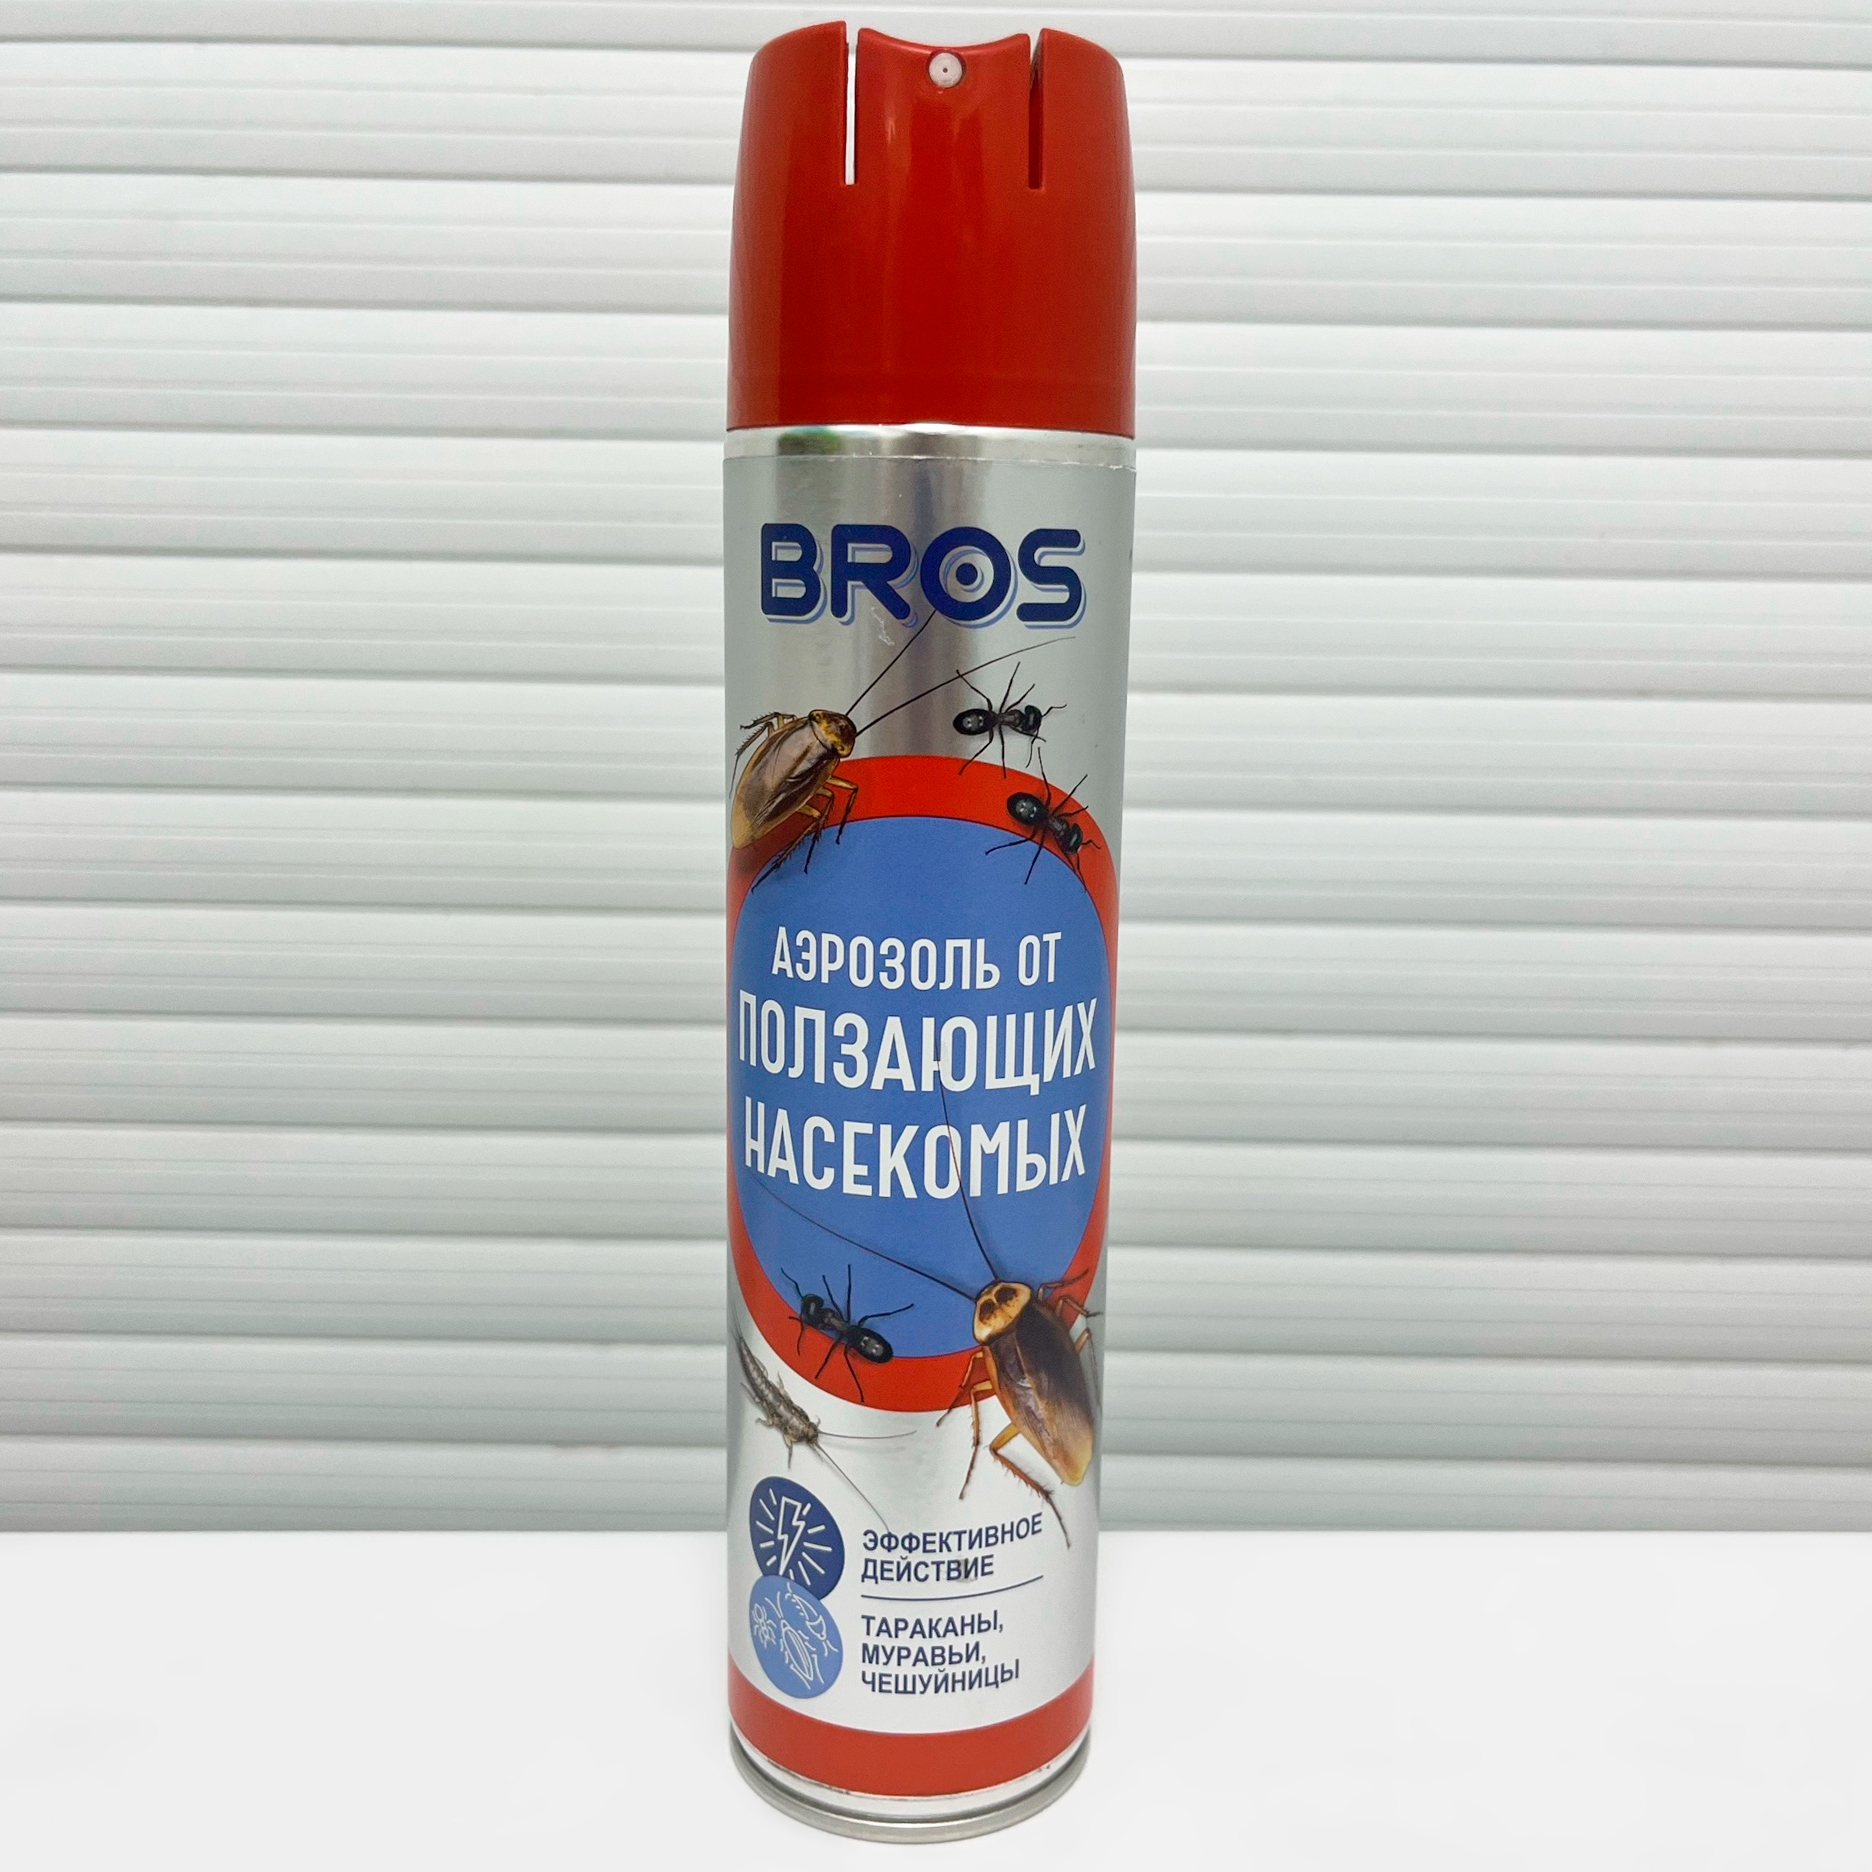 BROS
АЭРОЗОЛЬ ОТ
ПОЛЗАЮЩИХ
НАСЕКОМЫХ
ЭФФЕКТИВНОЕ
ДЕЙСТВИЕ
ТАРАКАНЫ,
МУРАВЬИ,
ЧЕШУЙНИЦЫ